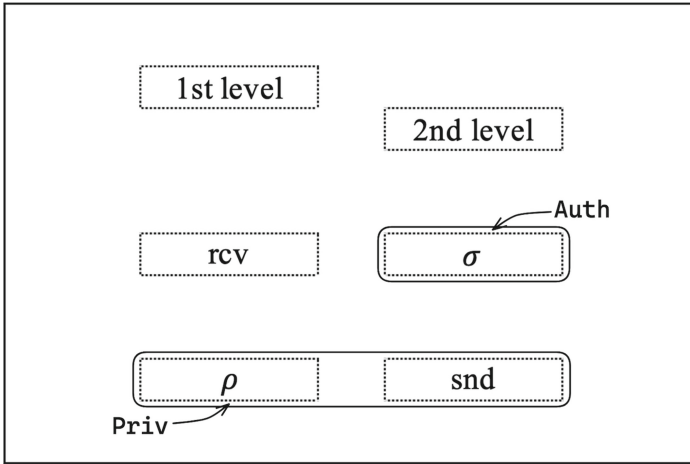 1st level
2nd level
Auth
rcv
σ
ρ
snd
Priv